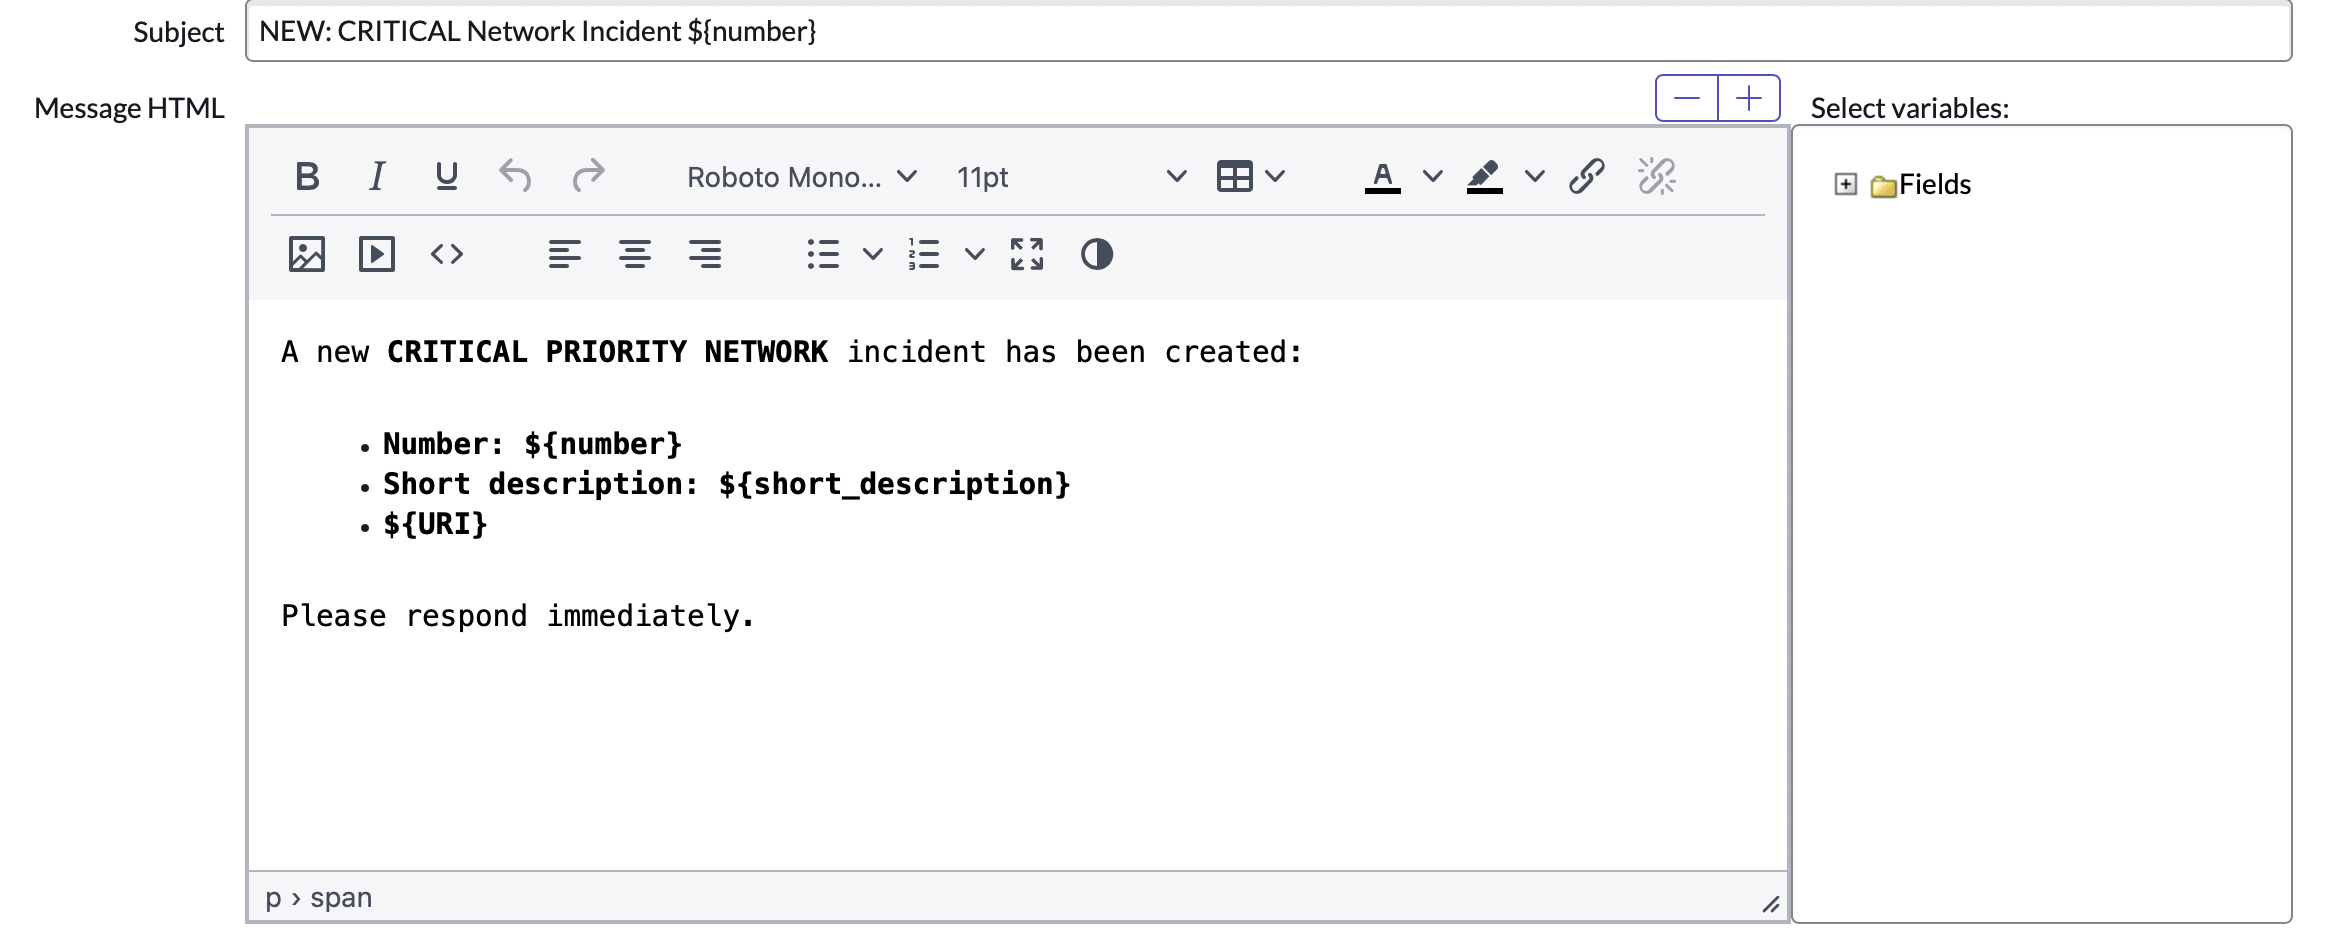 Subject
NEW: CRITICAL Network Incident ${number}
Message HTML
Select variables:
B I U Roboto Mono... 11pt A
Fields
A new CRITICAL PRIORITY NETWORK incident has been created:
• Number: ${number}
• Short description: ${short_description}
• ${URI}
Please respond immediately.
p › span